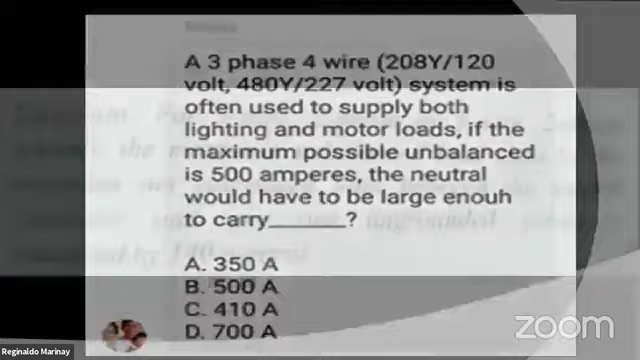 A 3 phase 4 wire (208Y/120
volt, 480Y/227 volt) system is
often used to supply both
lighting and motor loads, if the
maximum possible unbalanced
is 500 amperes, the neutral
would have to be large enouh
to carry_______?
A. 350 A
B. 500 A
C. 410 A
D. 700 A
Reginaldo Marinay
zoom